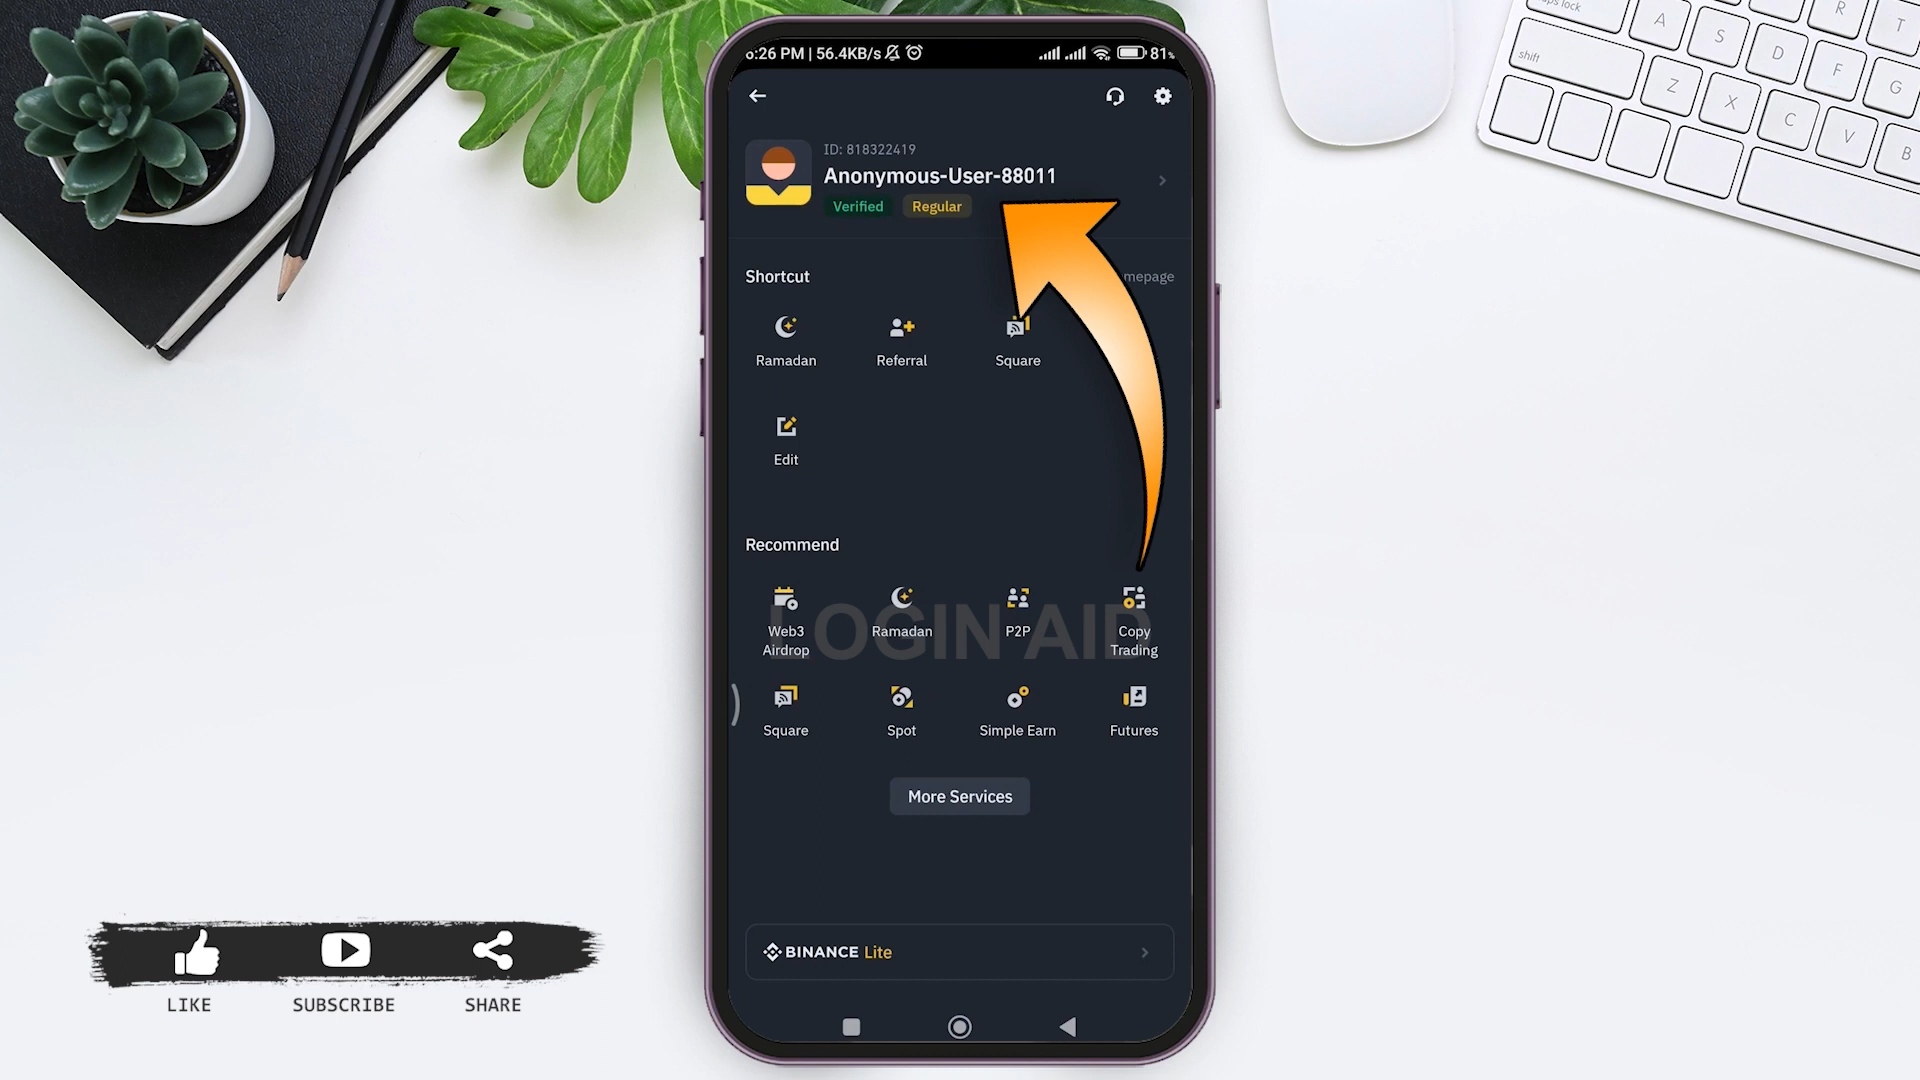 6:26 PM | 56.4KB/s 81%
ID: 818322419
Anonymous-User-88011
Verified Regular
Shortcut mepage
Ramadan Referral Square
Edit
Recommend
Web3 Airdrop Ramadan P2P Copy Trading
LOGIN AID
Square Spot Simple Earn Futures
More Services
BINANCE Lite
LIKE SUBSCRIBE SHARE
shift
A S D F G
Z X C V B
R T